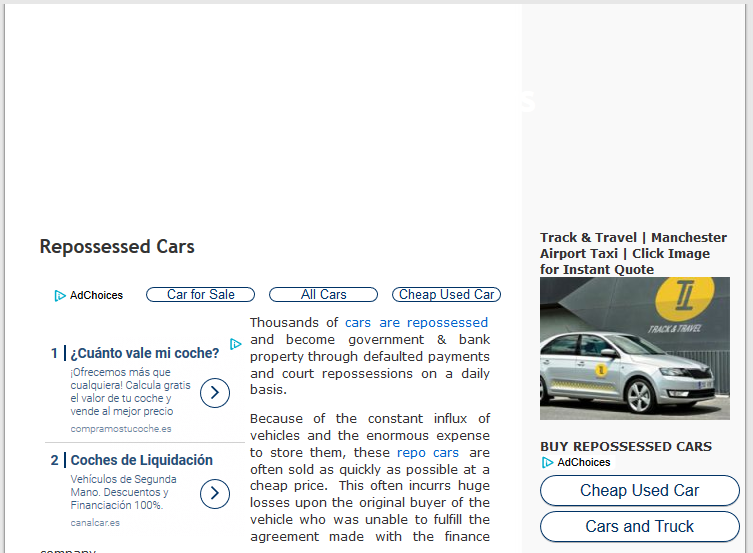 S
Repossessed Cars
AdChoices
Car for Sale
All Cars
Cheap Used Car
1 ¿Cuánto vale mi coche?
¡Ofrecemos más que
cualquiera! Calcula gratis
el valor de tu coche y
vende al mejor precio
compramostucoche.es
2 Coches de Liquidación
Vehículos de Segunda
Mano. Descuentos y
Financiación 100%.
canalcar.es
Thousands of cars are repossessed
and become government & bank
property through defaulted payments
and court repossessions on a daily
basis.
Because of the constant influx of
vehicles and the enormous expense
to store them, these repo cars are
often sold as quickly as possible at a
cheap price. This often incurrs huge
losses upon the original buyer of the
vehicle who was unable to fulfill the
agreement made with the finance
company
Track & Travel | Manchester
Airport Taxi | Click Image
for Instant Quote
TRACK & TRAVEL
BUY REPOSSESSED CARS
AdChoices
Cheap Used Car
Cars and Truck